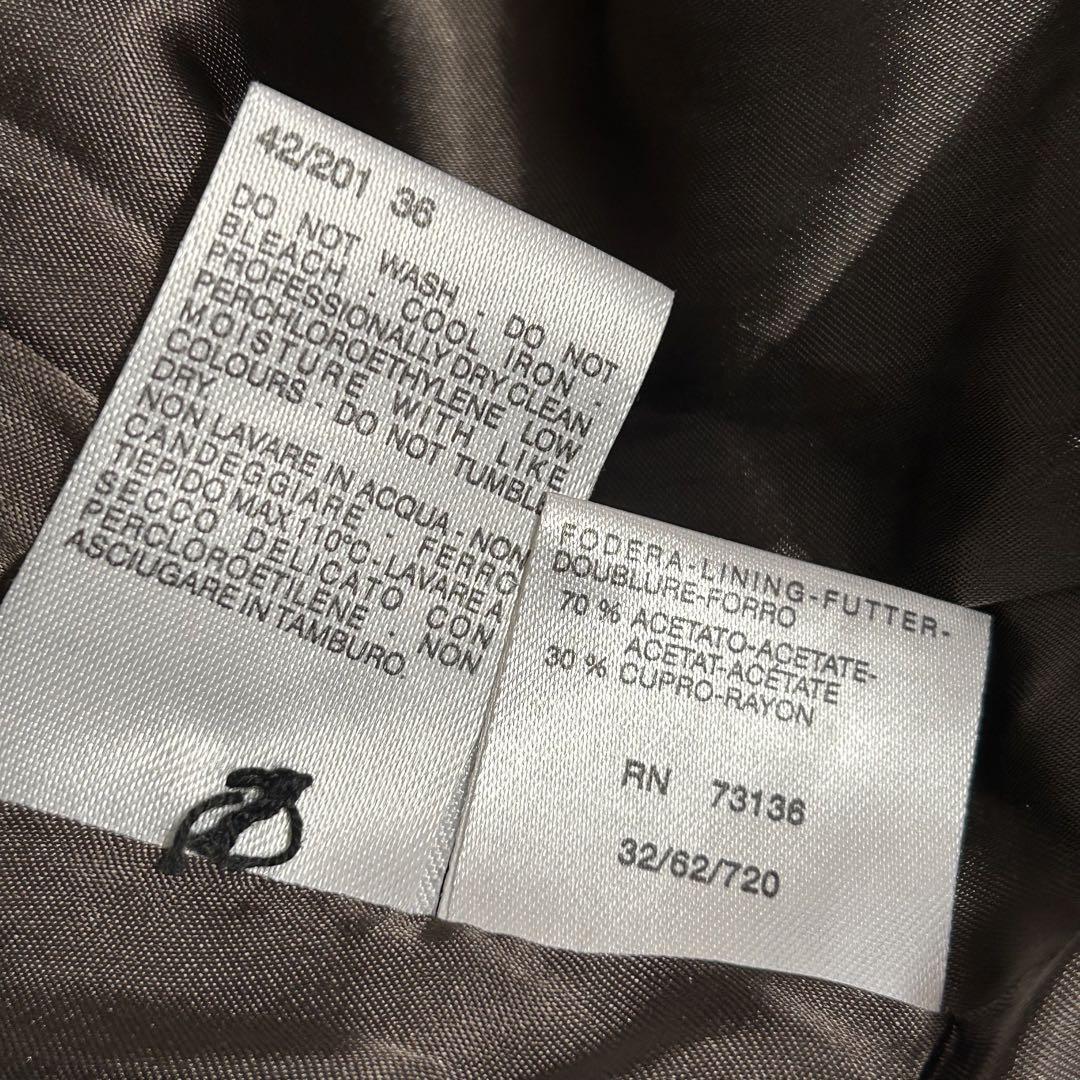 42/201 36
DO NOT WASH - DO NOT
BLEACH - COOL IRON -
PROFESSIONALLY DRY CLEAN
PERCHLOROETHYLENE LOW
MOISTURE WITH LIKE
COLOURS - DO NOT TUMBLE
DRY.
NON LAVARE IN ACQUA - NON
CANDEGGIARE - FERRO
TEPIDO MAX 110°C - LAVARE A
SECCO DELICATO CON
PERCLOROETILENE - NON
ASCIUGARE IN TAMBURO.
FODERA-LINING-FUTTER-
DOUBLURE-FORRO
70 % ACETATO-ACETATE-
ACETAT-ACETATE
30 % CUPRO-RAYON
RN 73136
32/62/720